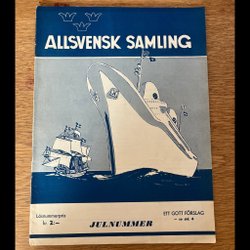 ALLSVENSK SAMLING
Lösnummerpris
kr 2:—
ETT GOTT FÖRSLAG
JULNUMMER